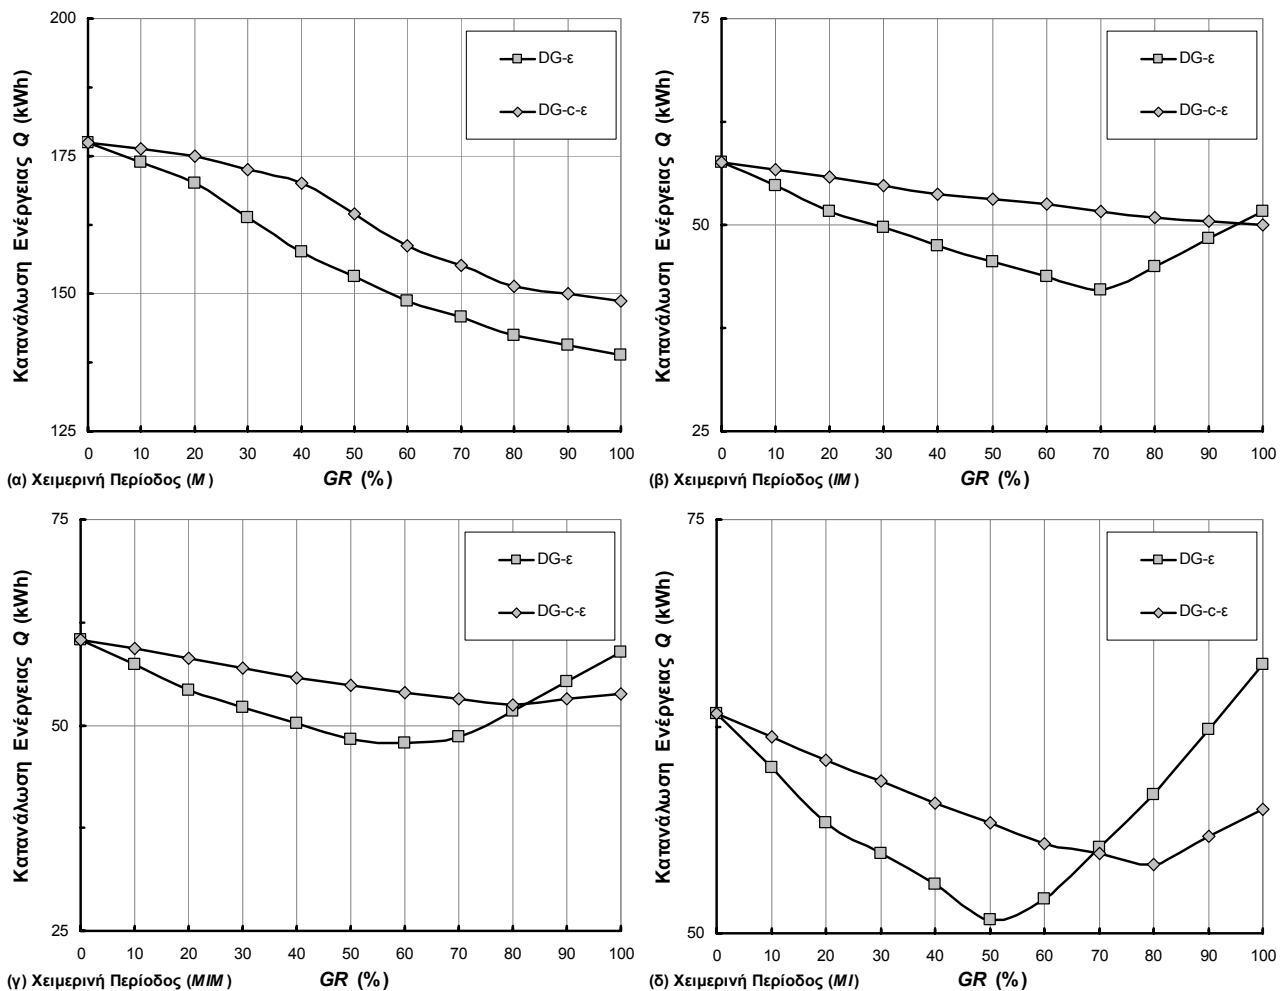 200
175
150
125
Κατανάλωση Ενέργειας Q (kWh)
DG-ε
DG-c-ε
0 10 20 30 40 50 60 70 80 90 100
(α) Χειμερινή Περίοδος (M) GR (%)
75
50
25
Κατανάλωση Ενέργειας Q (kWh)
DG-ε
DG-c-ε
0 10 20 30 40 50 60 70 80 90 100
(β) Χειμερινή Περίοδος (IM) GR (%)
75
50
25
Κατανάλωση Ενέργειας Q (kWh)
DG-ε
DG-c-ε
0 10 20 30 40 50 60 70 80 90 100
(γ) Χειμερινή Περίοδος (MIM) GR (%)
75
50
Κατανάλωση Ενέργειας Q (kWh)
DG-ε
DG-c-ε
0 10 20 30 40 50 60 70 80 90 100
(δ) Χειμερινή Περίοδος (MI) GR (%)